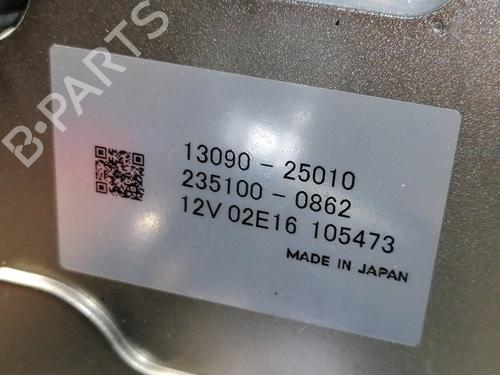 B-PARTS
13090-25010
235100-0862
12V 02E16 105473
MADE IN JAPAN